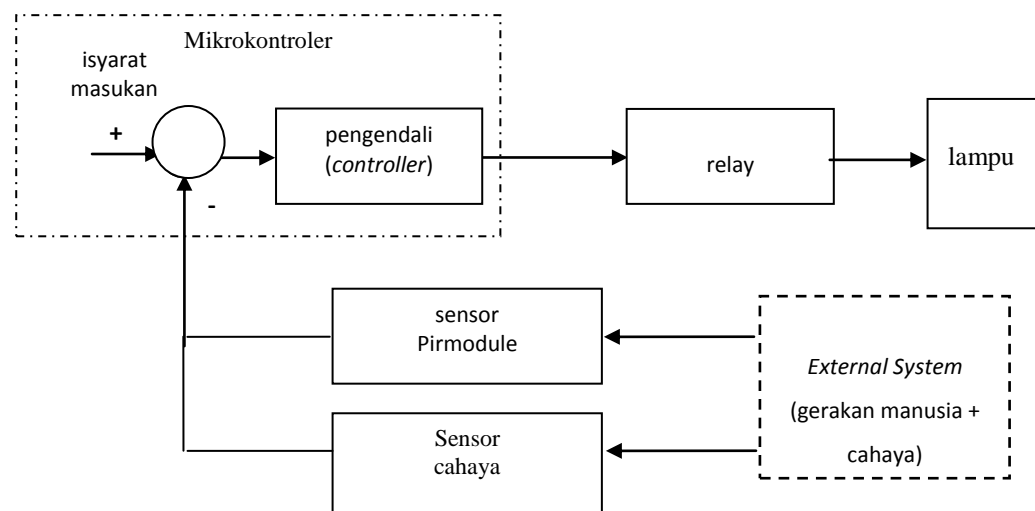 Mikrokontroler
isyarat
masukan
+
-
pengendali
(controller)
relay
lampu
sensor
Pirmodule
Sensor
cahaya
External System
(gerakan manusia +
cahaya)